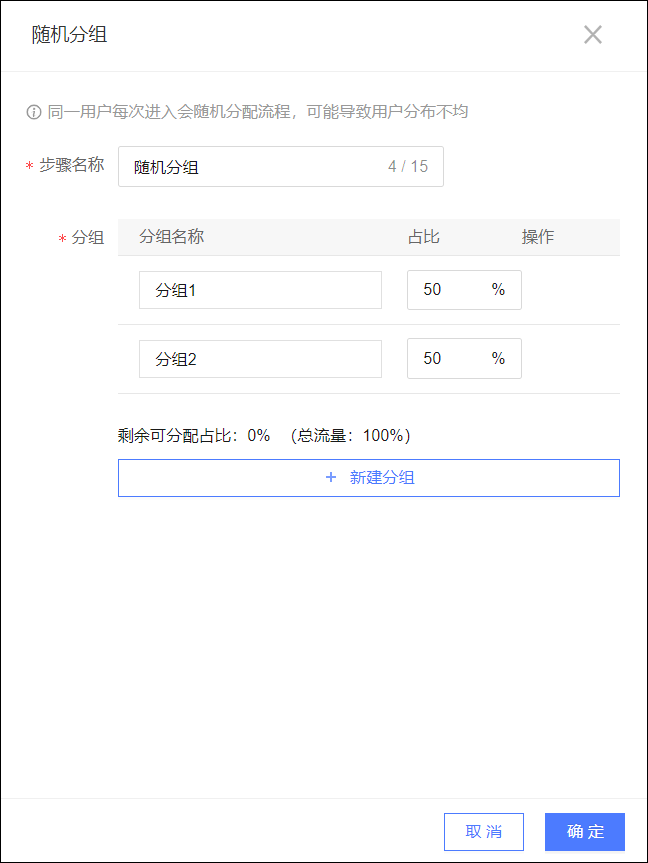 随机分组
同一用户每次进入会随机分配流程，可能导致用户分布不均
* 步骤名称 随机分组 4 / 15
* 分组 分组名称 占比 操作
分组1 50 %
分组2 50 %
剩余可分配占比：0% （总流量：100%）
+ 新建分组
取 消 确 定